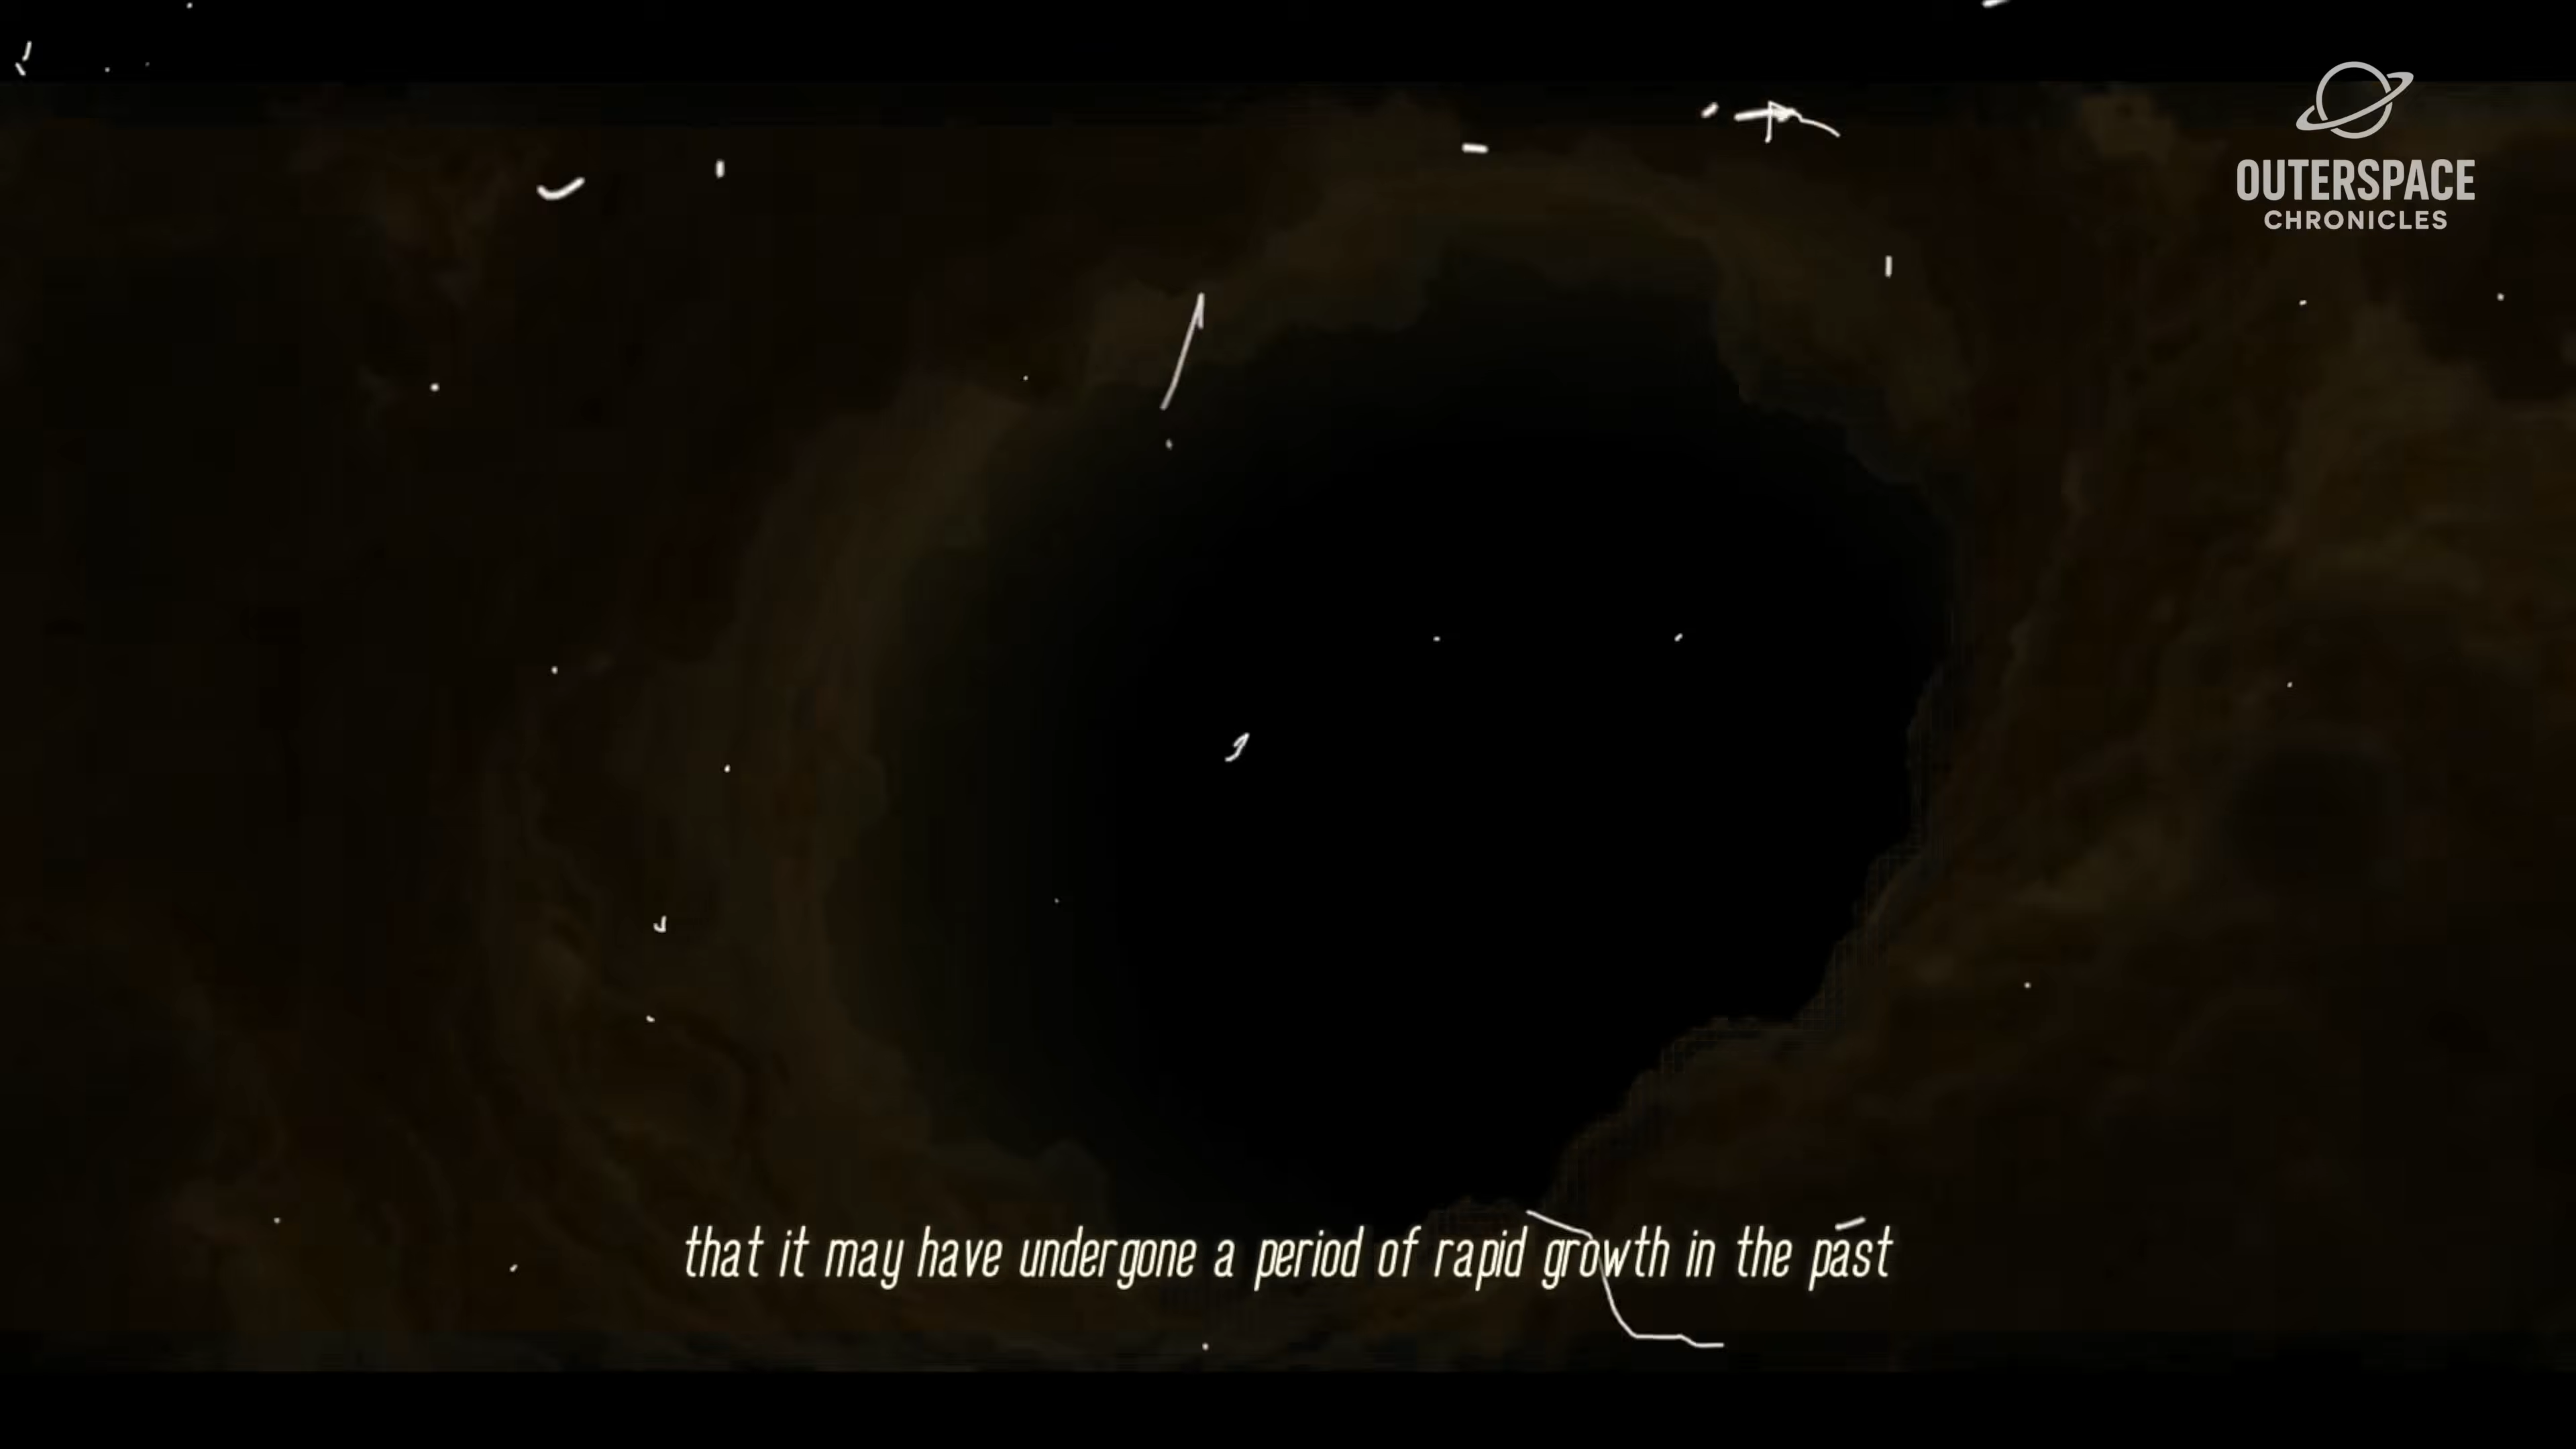 OUTERSPACE
CHRONICLES
that it may have undergone a period of rapid growth in the past